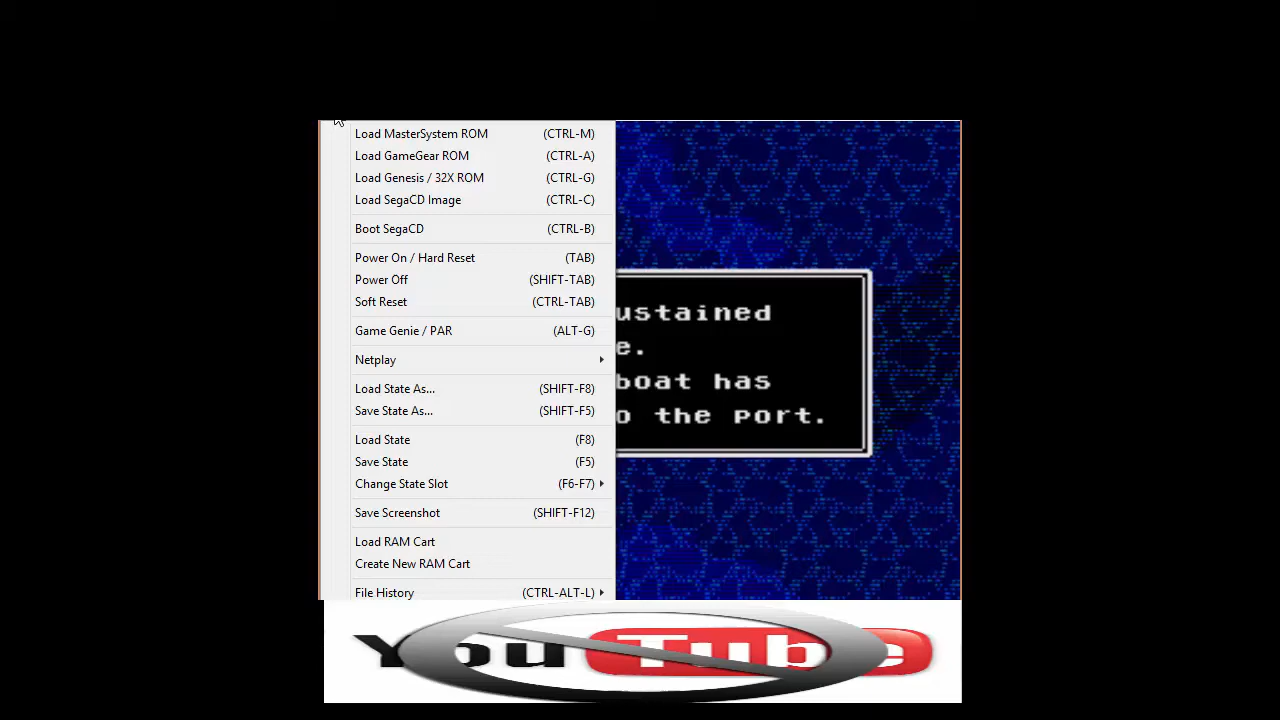 Load MasterSystem ROM (CTRL-M)
Load GameGear ROM (CTRL-A)
Load Genesis / 32X ROM (CTRL-G)
Load SegaCD Image (CTRL-C)
Boot SegaCD (CTRL-B)
Power On / Hard Reset (TAB)
Power Off (SHIFT-TAB)
Soft Reset (CTRL-TAB)
Game Genie / PAR (ALT-G)
Netplay
Load State As... (SHIFT-F8)
Save State As... (SHIFT-F5)
Load State (F8)
Save State (F5)
Change State Slot (F6-F7)
Save Screenshot (SHIFT-F12)
Load RAM Cart
Create New RAM Cart
File History (CTRL-ALT-L)
ustained
e.
boat has
o the port.
YouTube